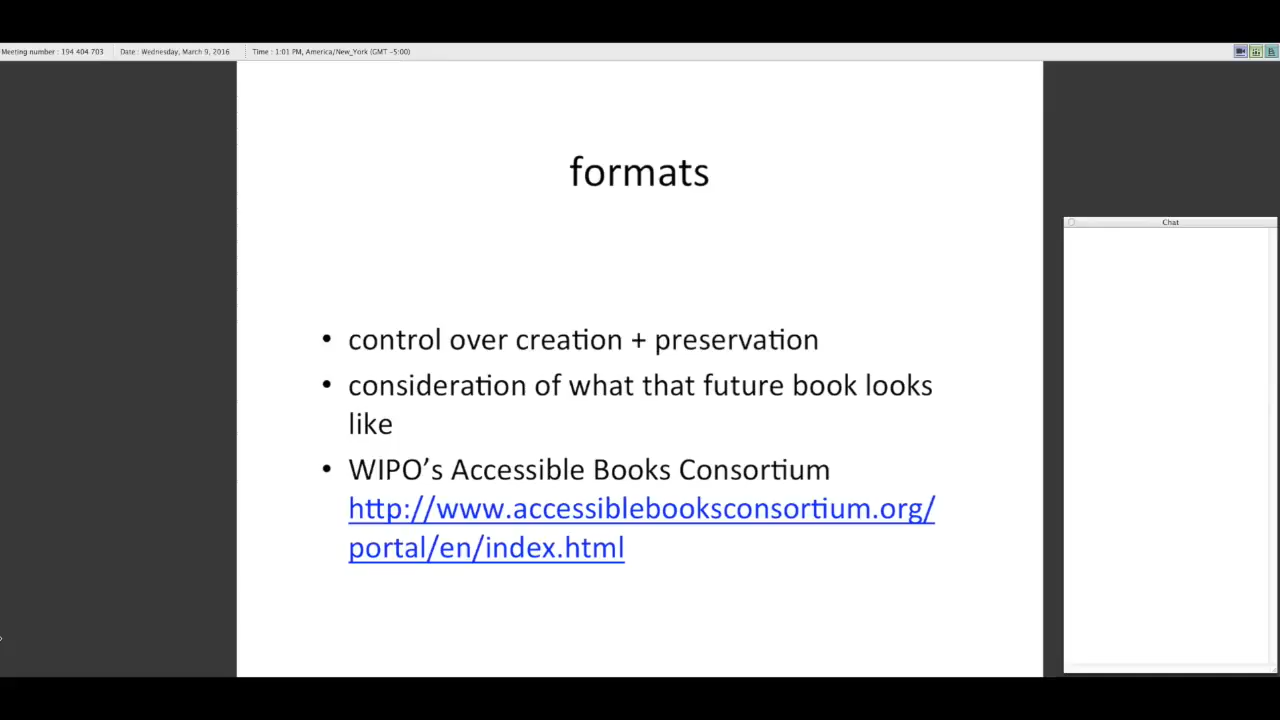 Meeting number : 194 404 703 Date : Wednesday, March 9, 2016 Time : 1:01 PM, America/New_York (GMT -5:00)
formats
• control over creation + preservation
• consideration of what that future book looks
like
• WIPO’s Accessible Books Consortium
http://www.accessiblebooksconsortium.org/
portal/en/index.html
Chat